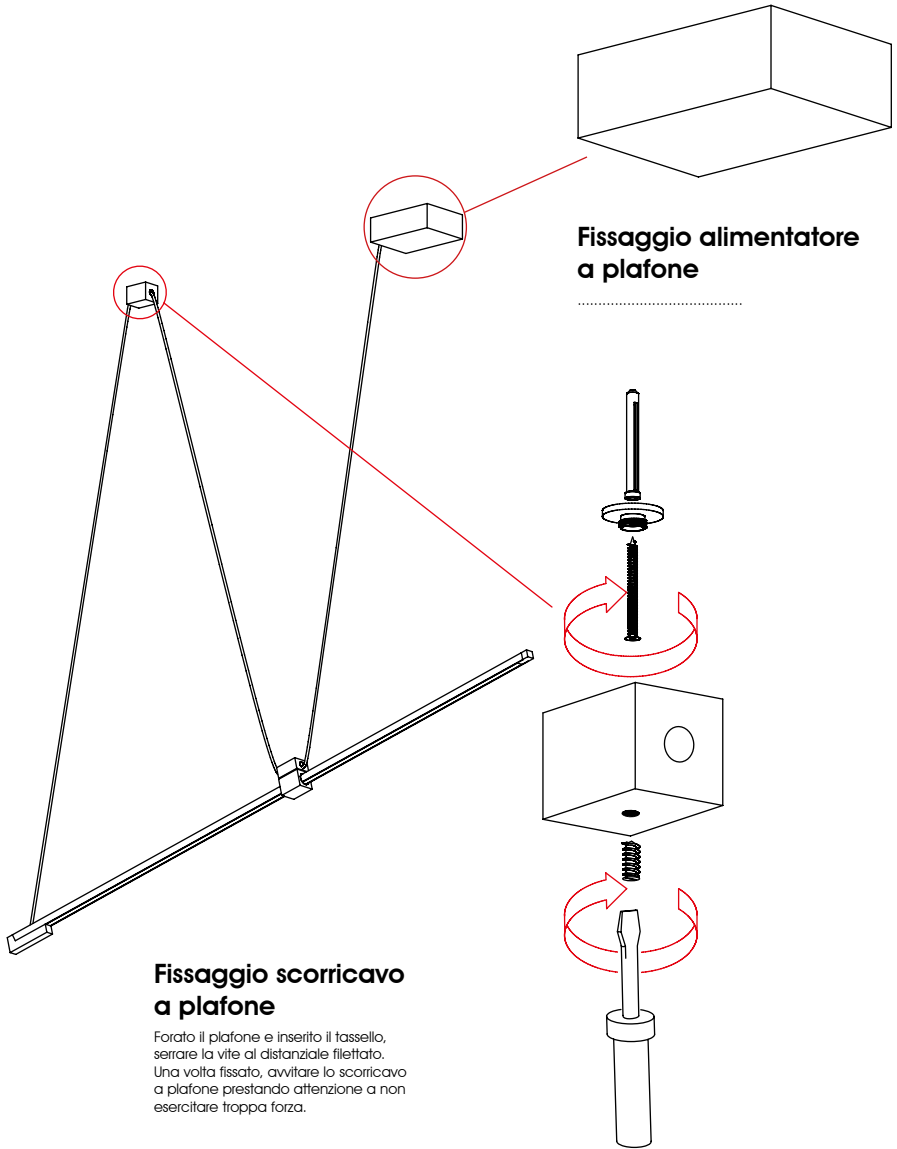 Fissaggio alimentatore
a plafone
Fissaggio scorricavo
a plafone
Forato il plafone e inserito il tassello,
serrare la vite al distanziale filettato.
Una volta fissato, avvitare lo scorricavo
a plafone prestando attenzione a non
esercitare troppa forza.